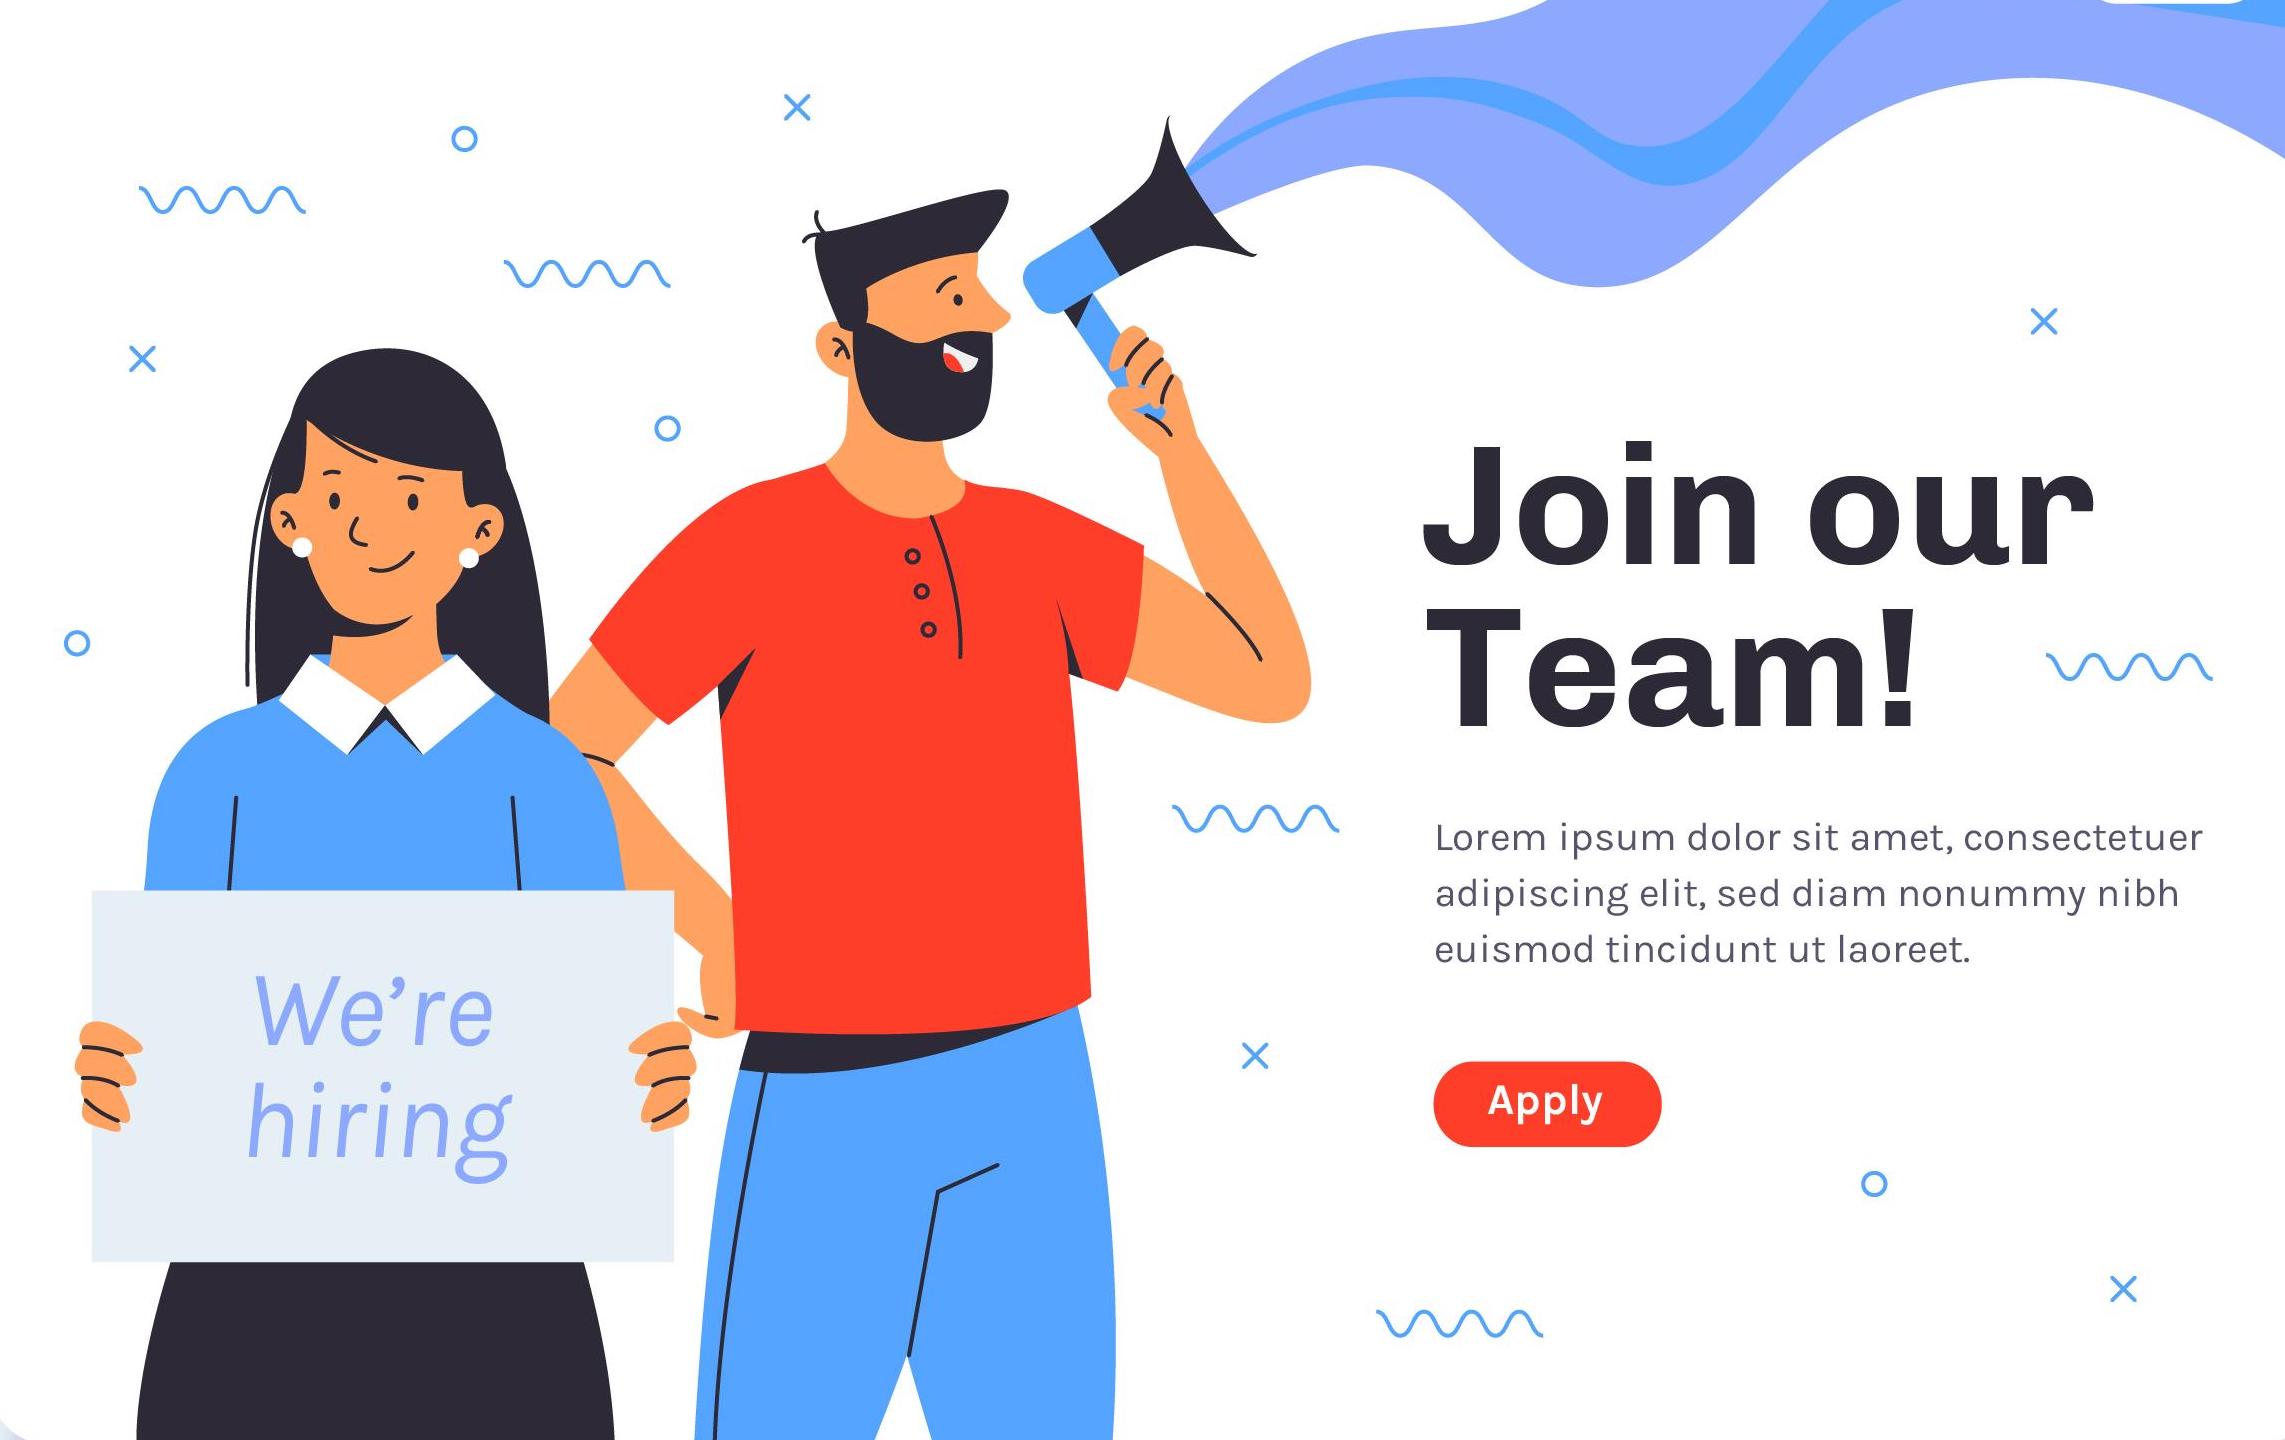 Join our
Team!
Lorem ipsum dolor sit amet, consectetuer
adipiscing elit, sed diam nonummy nibh
euismod tincidunt ut laoreet.
Apply
We’re
hiring